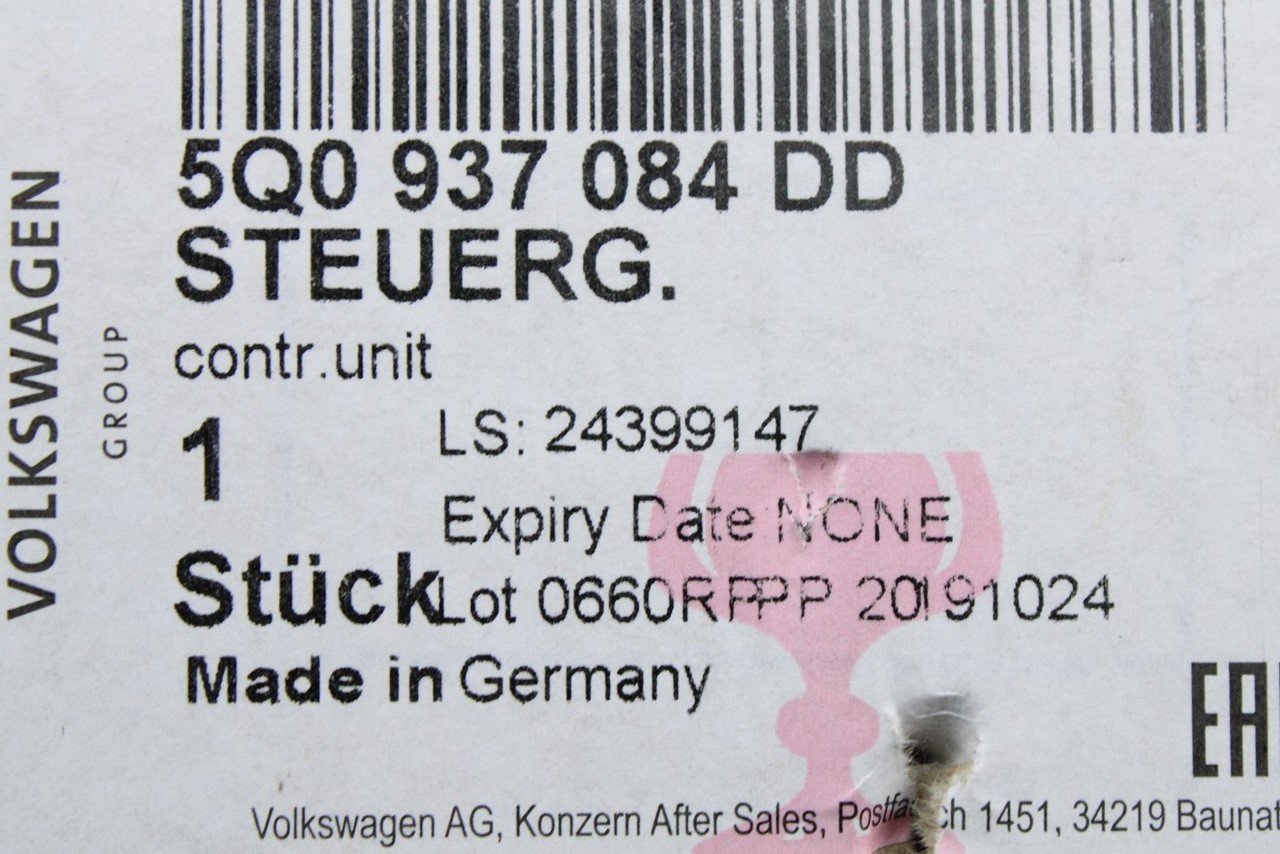 VOLKSWAGEN
GROUP
5Q0 937 084 DD
STEUERG.
contr.unit
1
LS: 24399147
Expiry Date NONE
Stück
Lot 0660RPPP 20191024
Made in Germany
EAC
Volkswagen AG, Konzern After Sales, Postfach 1451, 34219 Baunat